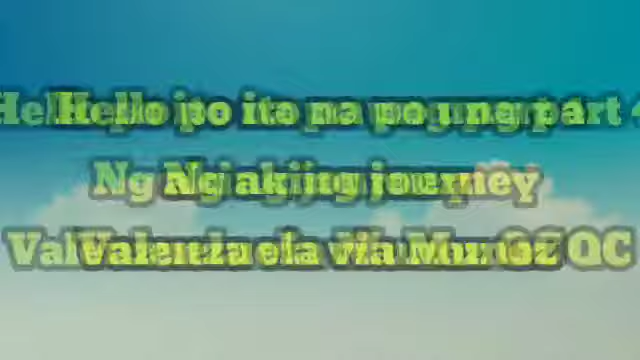 Hello po ito na po ung part 4
Ng aking journey
Valenzuela via Munoz QC